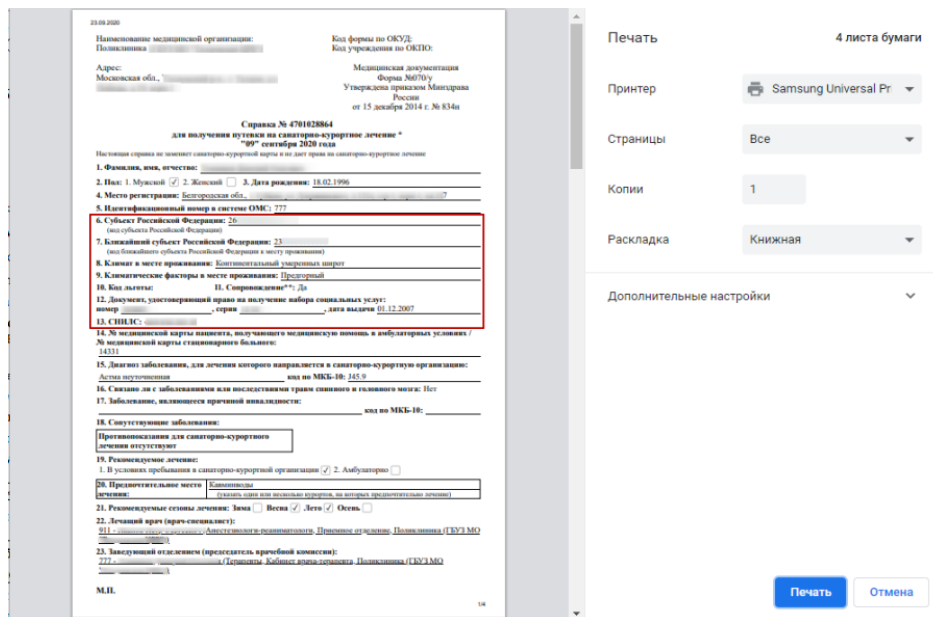 23.09.2020
Наименование медицинской организации:
Поликлиника
Код формы по ОКУД:
Код учреждения по ОКПО:
Адрес:
Московская обл.,
Медицинская документация
Форма №070/у
Утверждена приказом Минздрава
России
от 15 декабря 2014 г. № 834н
Справка № 4701028864
для получения путевки на санаторно-курортное лечение *
"09" сентября 2020 года
Настоящая справка не заменяет санаторно-курортной карты и не дает права на санаторно-курортное лечение
1. Фамилия, имя, отчество:
2. Пол: 1. Мужской ✓ 2. Женский 3. Дата рождения: 18.02.1996
4. Место регистрации: Белгородская обл.,
5. Идентификационный номер в системе ОМС: 777
6. Субъект Российской Федерации: 26
(код субъекта Российской Федерации)
7. Ближайший субъект Российской Федерации: 23
(код ближайшего субъекта Российской Федерации к месту проживания)
8. Климат в месте проживания: Континентальный умеренных широт
9. Климатические факторы в месте проживания: Предгорный
10. Код льготы: 11. Сопровождение**: Да
12. Документ, удостоверяющий право на получение набора социальных услуг:
номер , серия , дата выдачи 01.12.2007
13. СНИЛС:
14. № медицинской карты пациента, получающего медицинскую помощь в амбулаторных условиях /
№ медицинской карты стационарного больного:
14331
15. Диагноз заболевания, для лечения которого направляется в санаторно-курортную организацию:
Астма неуточненная код по МКБ-10: J45.9
16. Связано ли с заболеваниями или последствиями травм спинного и головного мозга: Нет
17. Заболевание, являющееся причиной инвалидности:
код по МКБ-10:
18. Сопутствующие заболевания:
Противопоказания для санаторно-курортного
лечения отсутствуют
19. Рекомендуемое лечение:
1. В условиях пребывания в санаторно-курортной организации ✓ 2. Амбулаторно
20. Предпочтительное место Кавминводы
лечения: (указать один или несколько курортов, на которых предпочтительно лечение)
21. Рекомендуемые сезоны лечения: Зима Весна ✓ Лето ✓ Осень
22. Лечащий врач (врач-специалист):
911 - (Анестезиологи-реаниматологи, Приемное отделение, Поликлиника (ГБУЗ МО
23. Заведующий отделением (председатель врачебной комиссии):
777 - (Терапевты, Кабинет врача-терапевта, Поликлиника (ГБУЗ МО
М.П.
1/4
Печать
4 листа бумаги
Принтер
Samsung Universal Pr
Страницы
Все
Копии
1
Раскладка
Книжная
Дополнительные настройки
Печать
Отмена